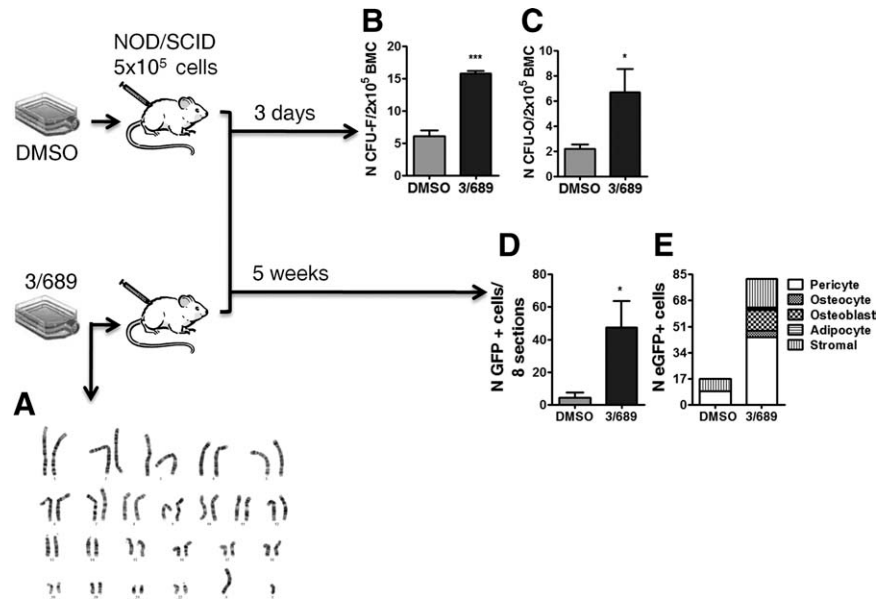 NOD/SCID
5x10⁵ cells
DMSO
3 days
B
N CFU-F/2x10⁵ BMC
20
15
10
5
0
***
DMSO 3/689
C
N CFU-O/2x10⁵ BMC
10
8
6
4
2
0
*
DMSO 3/689
3/689
5 weeks
D
N GFP + cells/
8 sections
80
60
40
20
0
*
DMSO 3/689
E
N eGFP+ cells
85
68
51
34
17
0
DMSO 3/689
Pericyte
Osteocyte
Osteoblast
Adipocyte
Stromal
A